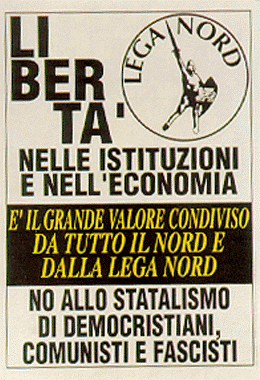 LI
BER
TA'
LEGA NORD
NELLE ISTITUZIONI
E NELL'ECONOMIA
E' IL GRANDE VALORE CONDIVISO
DA TUTTO IL NORD E
DALLA LEGA NORD
NO ALLO STATALISMO
DI DEMOCRISTIANI,
COMUNISTI E FASCISTI